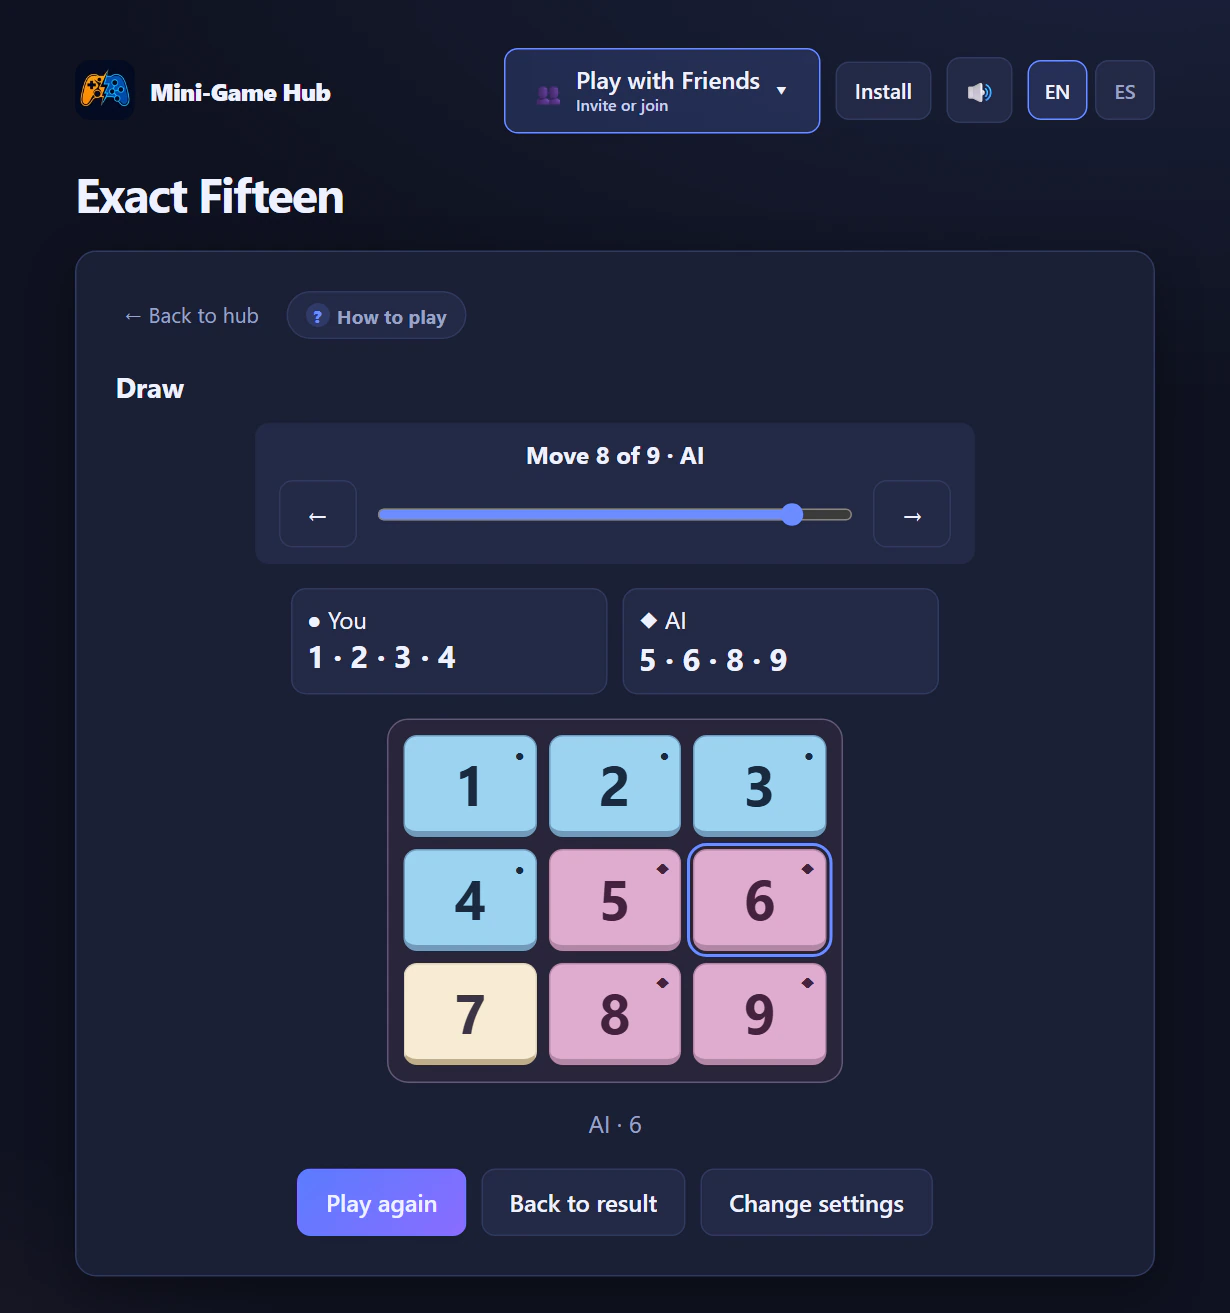 Mini-Game Hub
Play with Friends ▼
Invite or join
Install
EN
ES
Exact Fifteen
← Back to hub
? How to play
Draw
Move 8 of 9 · AI
←
→
● You
1 · 2 · 3 · 4
◆ AI
5 · 6 · 8 · 9
1
2
3
4
5
6
7
8
9
AI · 6
Play again
Back to result
Change settings